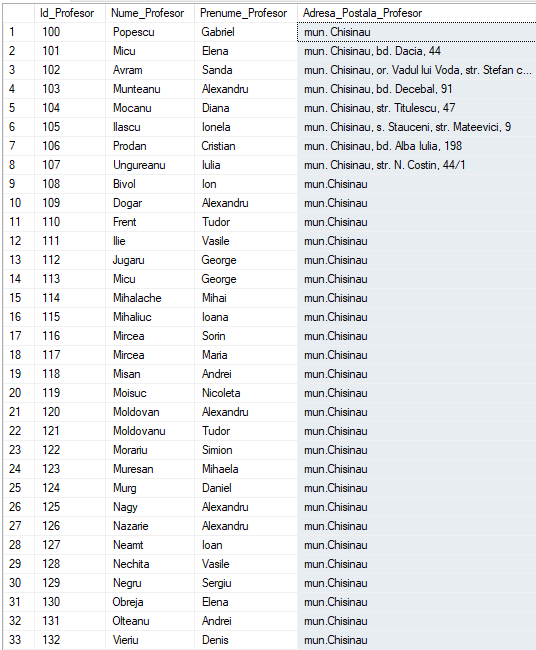 Id_Profesor Nume_Profesor Prenume_Profesor Adresa_Postala_Profesor
1 100 Popescu Gabriel mun. Chisinau
2 101 Micu Elena mun. Chisinau, bd. Dacia, 44
3 102 Avram Sanda mun. Chisinau, or. Vadul lui Voda, str. Stefan c...
4 103 Munteanu Alexandru mun. Chisinau, bd. Decebal, 91
5 104 Mocanu Diana mun. Chisinau, str. Titulescu, 47
6 105 Ilascu Ionela mun. Chisinau, s. Stauceni, str. Mateevici, 9
7 106 Prodan Cristian mun. Chisinau, bd. Alba Iulia, 198
8 107 Ungureanu Iulia mun. Chisinau, str. N. Costin, 44/1
9 108 Bivol Ion mun.Chisinau
10 109 Dogar Alexandru mun.Chisinau
11 110 Frent Tudor mun.Chisinau
12 111 Ilie Vasile mun.Chisinau
13 112 Jugaru George mun.Chisinau
14 113 Micu George mun.Chisinau
15 114 Mihalache Mihai mun.Chisinau
16 115 Mihaliuc Ioana mun.Chisinau
17 116 Mircea Sorin mun.Chisinau
18 117 Mircea Maria mun.Chisinau
19 118 Misan Andrei mun.Chisinau
20 119 Moisuc Nicoleta mun.Chisinau
21 120 Moldovan Alexandru mun.Chisinau
22 121 Moldovanu Tudor mun.Chisinau
23 122 Morariu Simion mun.Chisinau
24 123 Muresan Mihaela mun.Chisinau
25 124 Murg Daniel mun.Chisinau
26 125 Nagy Alexandru mun.Chisinau
27 126 Nazarie Alexandru mun.Chisinau
28 127 Neamt Ioan mun.Chisinau
29 128 Nechita Vasile mun.Chisinau
30 129 Negru Sergiu mun.Chisinau
31 130 Obreja Elena mun.Chisinau
32 131 Olteanu Andrei mun.Chisinau
33 132 Vieriu Denis mun.Chisinau